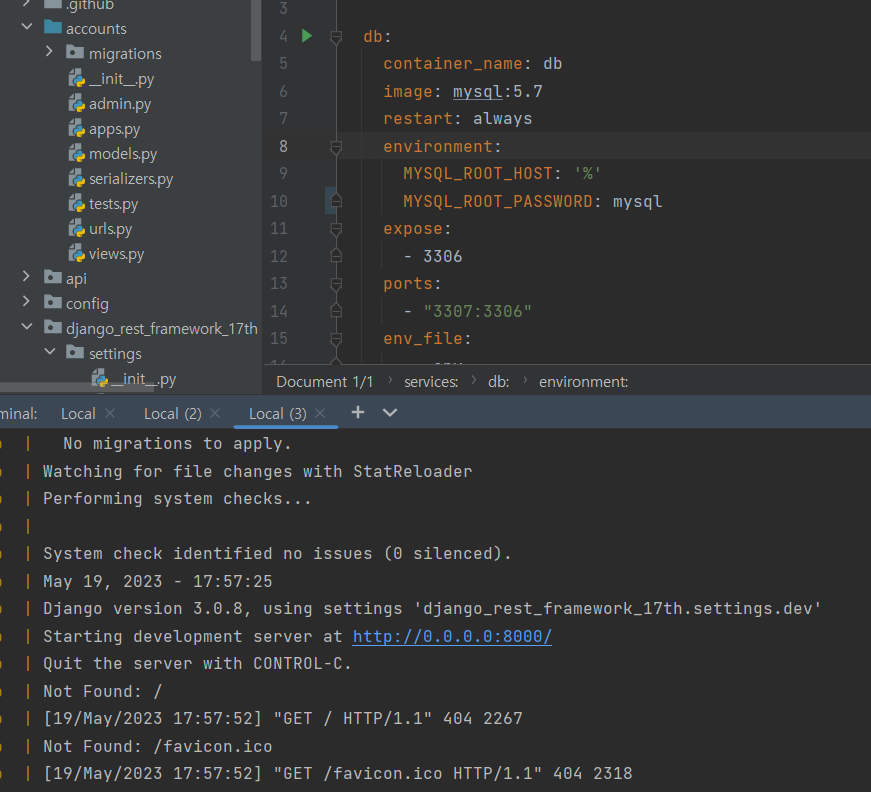 .github
accounts
migrations
__init__.py
admin.py
apps.py
models.py
serializers.py
tests.py
urls.py
views.py
api
config
django_rest_framework_17th
settings
__init__.py
3
4 db:
5 container_name: db
6 image: mysql:5.7
7 restart: always
8 environment:
9 MYSQL_ROOT_HOST: '%'
10 MYSQL_ROOT_PASSWORD: mysql
11 expose:
12 - 3306
13 ports:
14 - "3307:3306"
15 env_file:
Document 1/1 › services: › db: › environment:
minal: Local × Local (2) × Local (3) × +
| No migrations to apply.
| Watching for file changes with StatReloader
| Performing system checks...
|
| System check identified no issues (0 silenced).
| May 19, 2023 - 17:57:25
| Django version 3.0.8, using settings 'django_rest_framework_17th.settings.dev'
| Starting development server at http://0.0.0.0:8000/
| Quit the server with CONTROL-C.
| Not Found: /
| [19/May/2023 17:57:52] "GET / HTTP/1.1" 404 2267
| Not Found: /favicon.ico
| [19/May/2023 17:57:52] "GET /favicon.ico HTTP/1.1" 404 2318